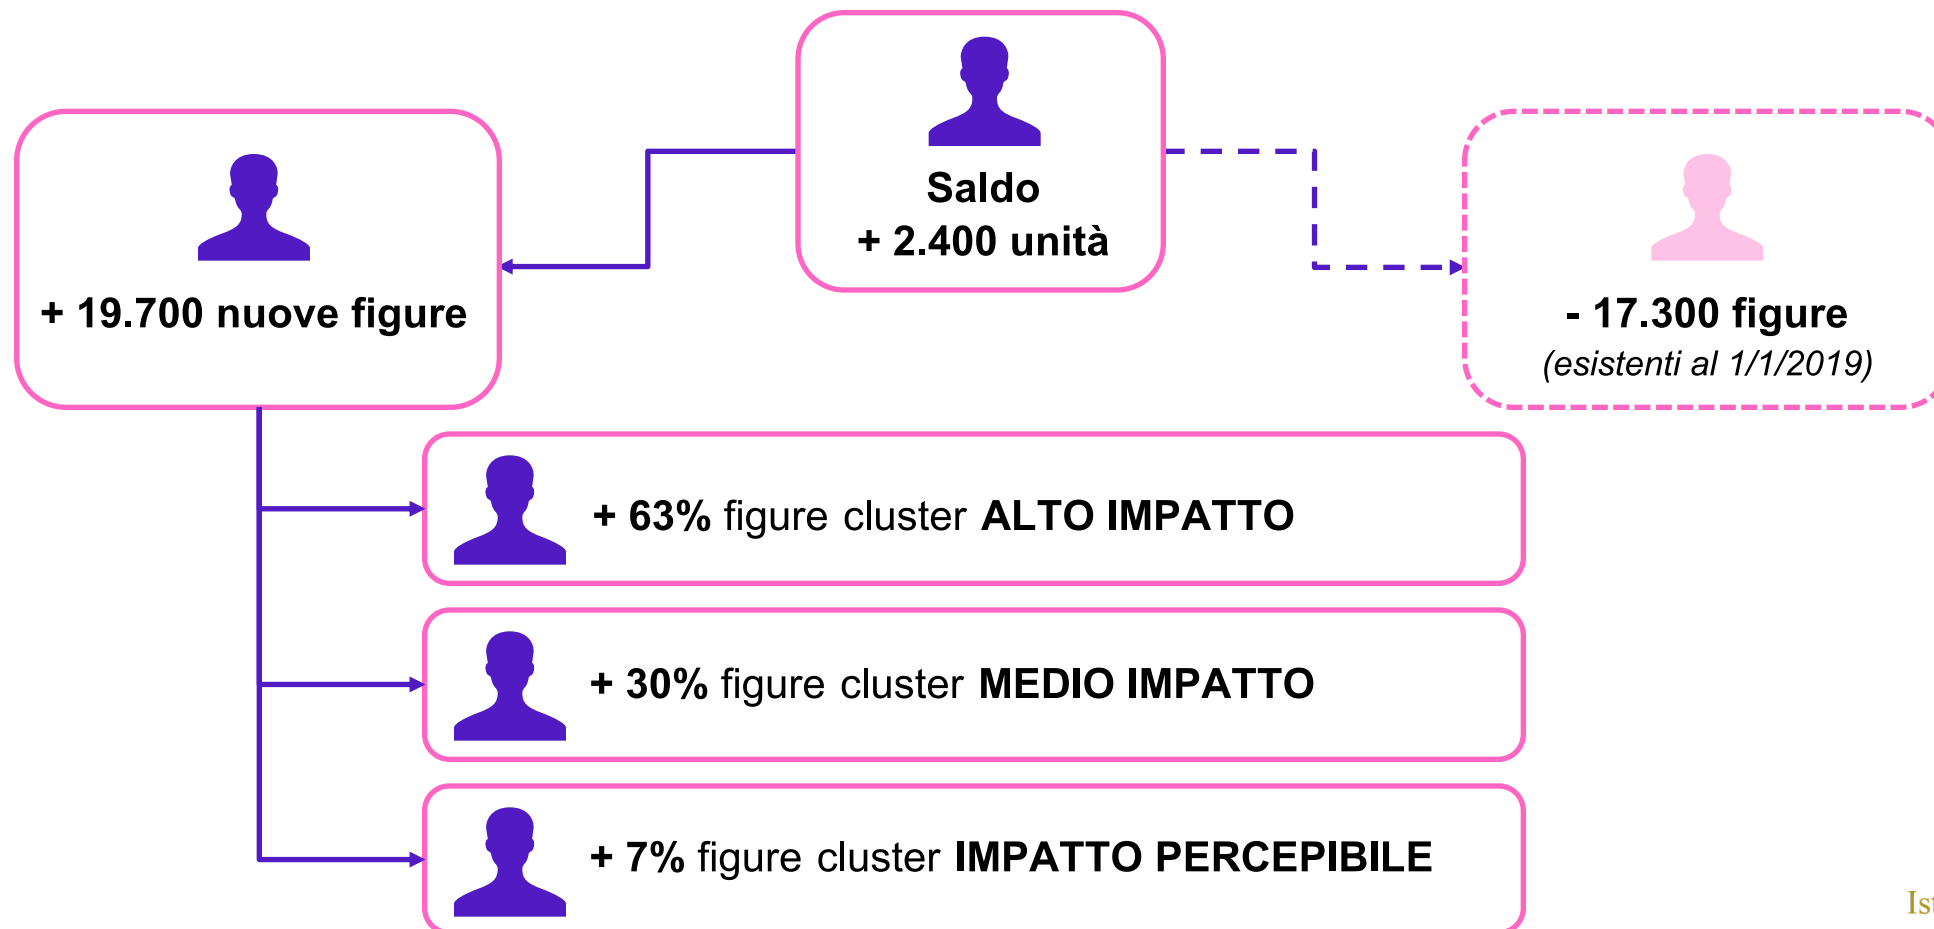 Saldo
+ 2.400 unità
+ 19.700 nuove figure
- 17.300 figure
(esistenti al 1/1/2019)
+ 63% figure cluster ALTO IMPATTO
+ 30% figure cluster MEDIO IMPATTO
+ 7% figure cluster IMPATTO PERCEPIBILE